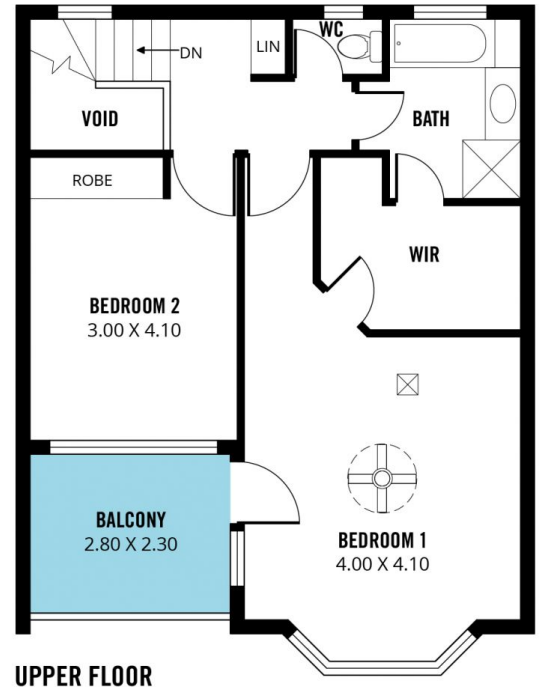 WC
DN
LIN
VOID
BATH
ROBE
WIR
BEDROOM 2
3.00 X 4.10
BALCONY
2.80 X 2.30
BEDROOM 1
4.00 X 4.10
UPPER FLOOR